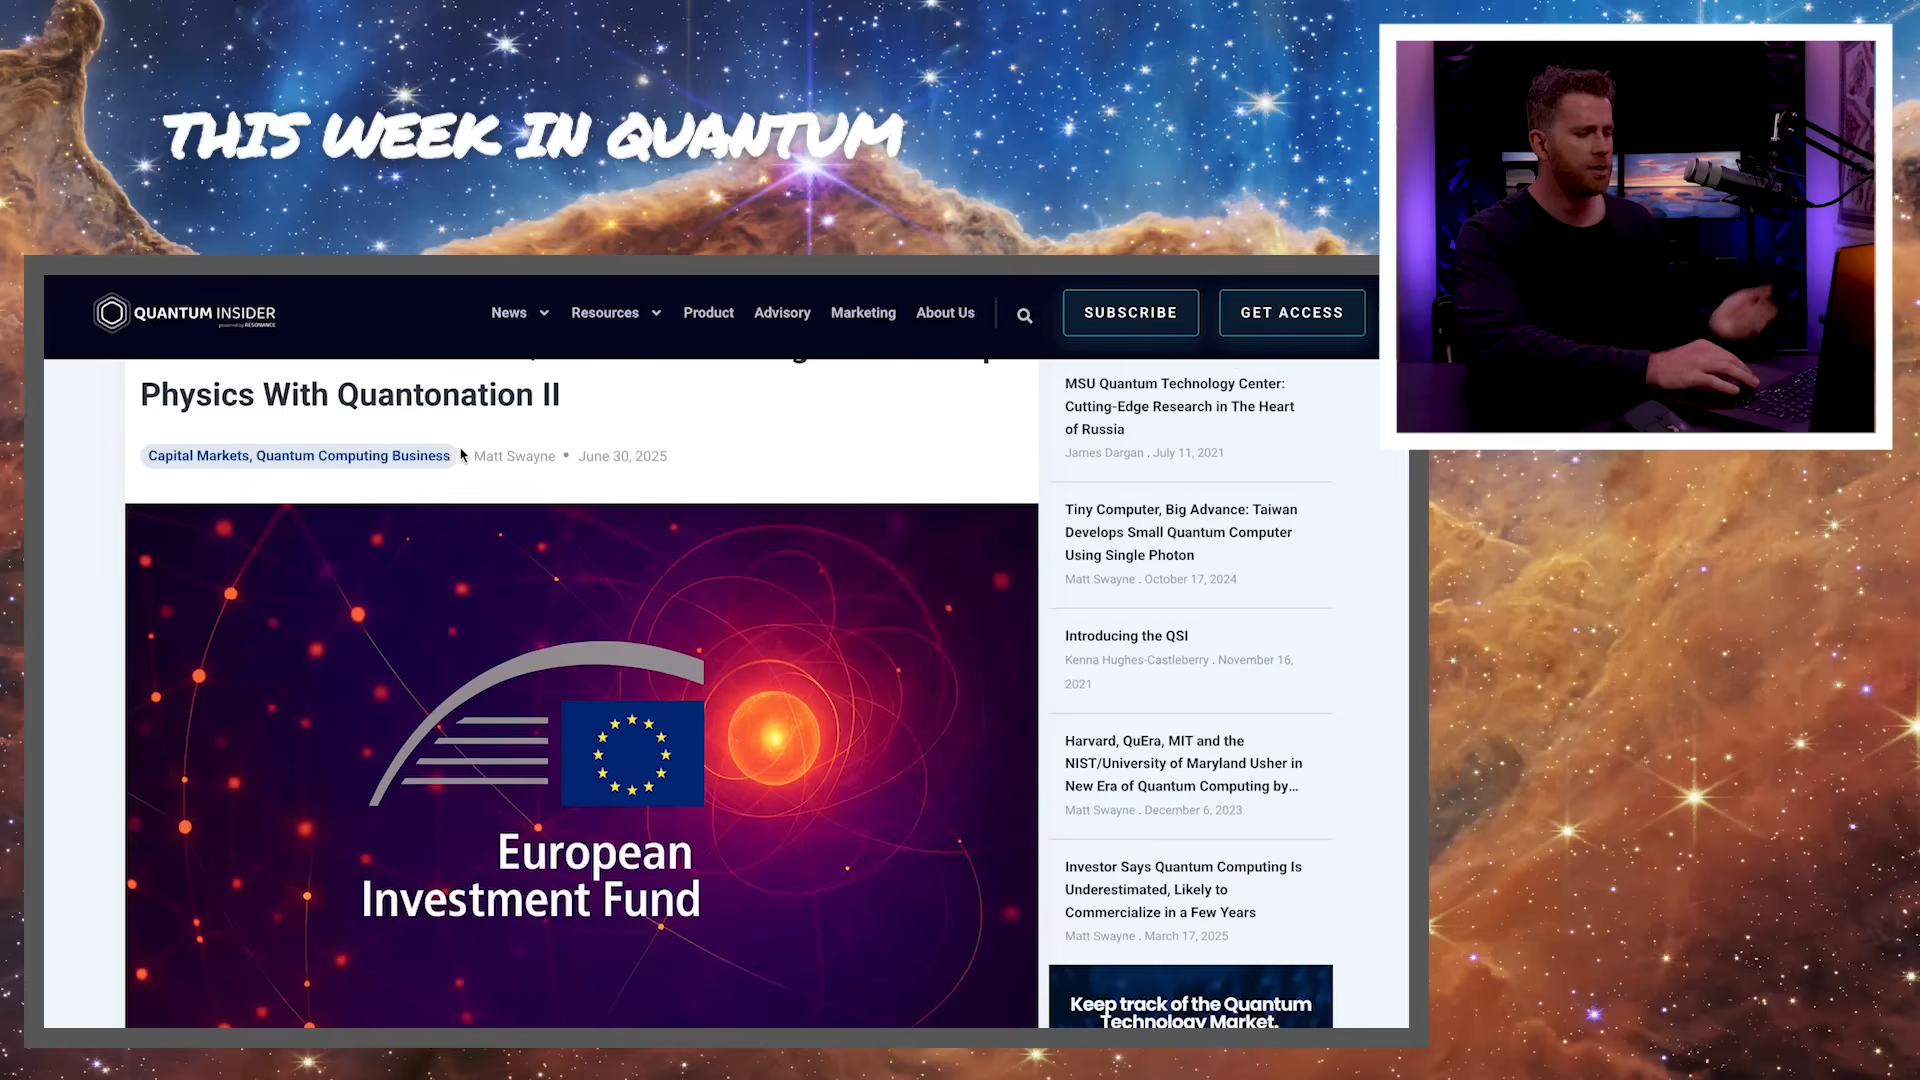 THIS WEEK IN QUANTUM
QUANTUM INSIDER
powered by RESONANCE
News
Resources
Product
Advisory
Marketing
About Us
SUBSCRIBE
GET ACCESS
Physics With Quantonation II
Capital Markets, Quantum Computing Business
Matt Swayne • June 30, 2025
European
Investment Fund
MSU Quantum Technology Center:
Cutting-Edge Research in The Heart
of Russia
James Dargan . July 11, 2021
Tiny Computer, Big Advance: Taiwan
Develops Small Quantum Computer
Using Single Photon
Matt Swayne . October 17, 2024
Introducing the QSI
Kenna Hughes-Castleberry . November 16,
2021
Harvard, QuEra, MIT and the
NIST/University of Maryland Usher in
New Era of Quantum Computing by...
Matt Swayne . December 6, 2023
Investor Says Quantum Computing Is
Underestimated, Likely to
Commercialize in a Few Years
Matt Swayne . March 17, 2025
Keep track of the Quantum
Technology Market.